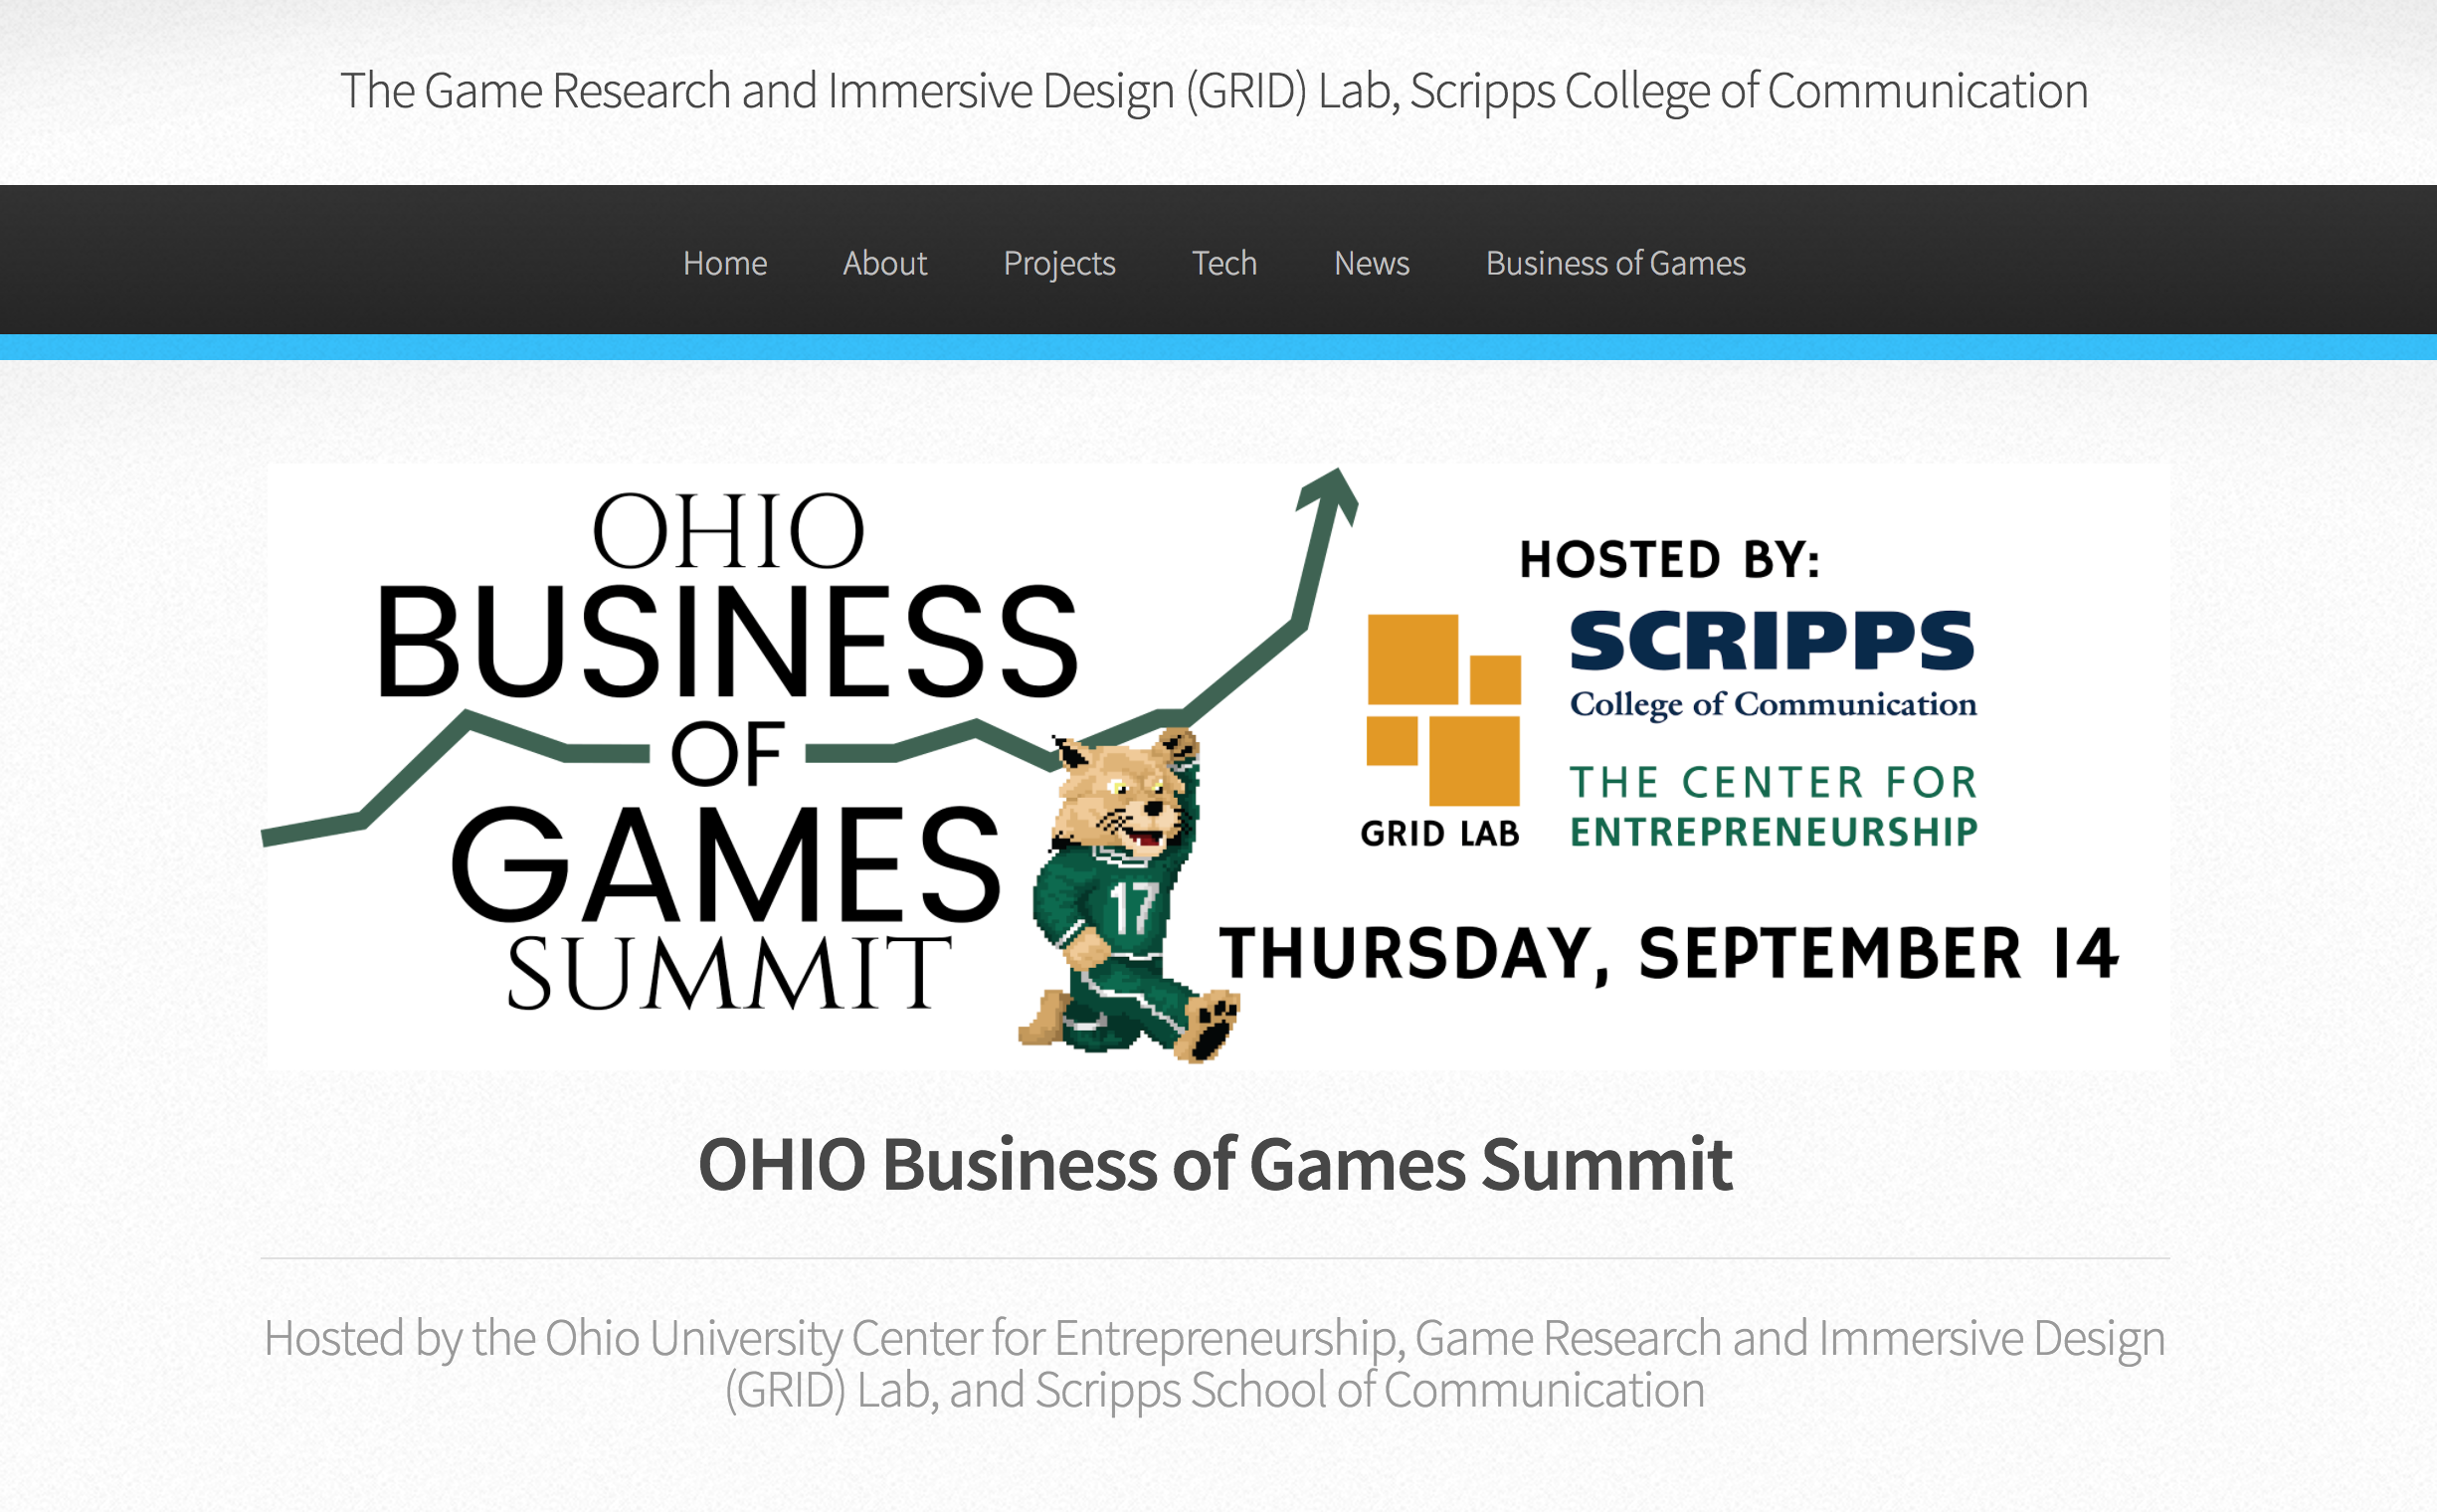 The Game Research and Immersive Design (GRID) Lab, Scripps College of Communication
Home About Projects Tech News Business of Games
OHIO
BUSINESS
OF
GAMES
SUMMIT
17
HOSTED BY:
GRID LAB
SCRIPPS
College of Communication
THE CENTER FOR
ENTREPRENEURSHIP
THURSDAY, SEPTEMBER 14
OHIO Business of Games Summit
Hosted by the Ohio University Center for Entrepreneurship, Game Research and Immersive Design
(GRID) Lab, and Scripps School of Communication